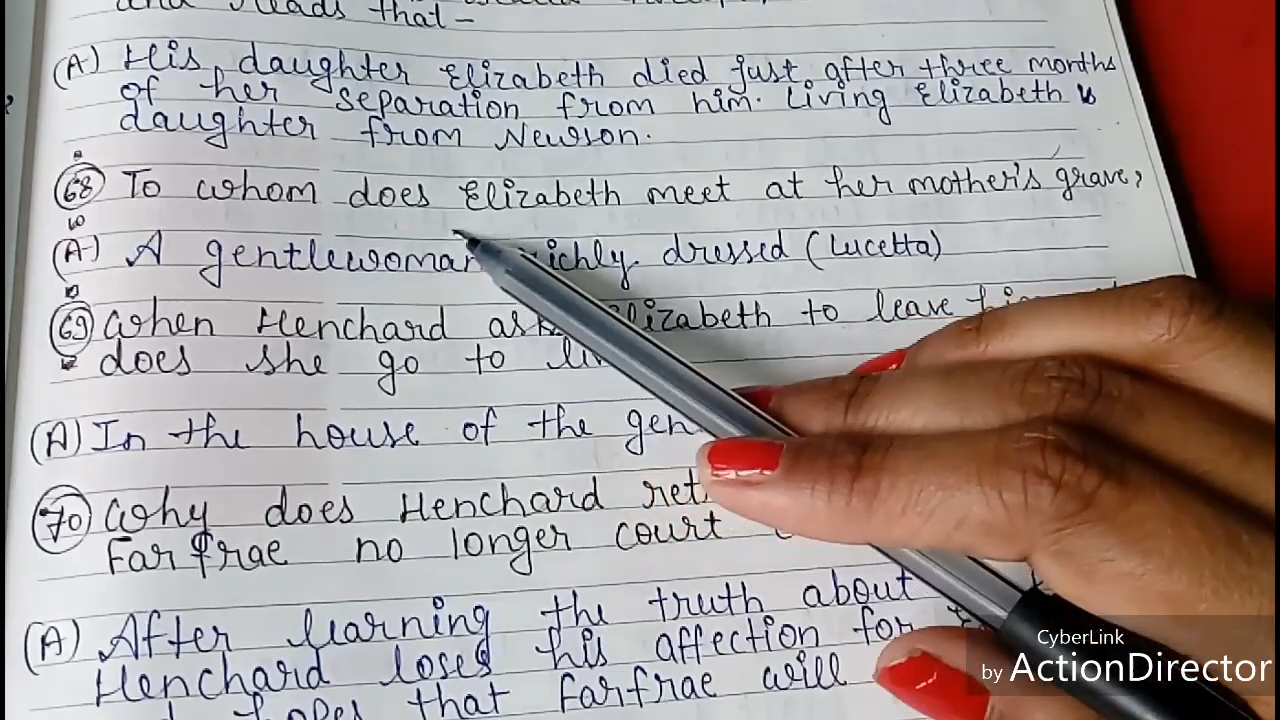 that -
(A) His daughter Elizabeth died just after three months
of her separation from him. Living Elizabeth is
daughter from Newson.
68 To whom does Elizabeth meet at her mother's grave?
(A) A gentlewoman richly dressed (Lucetta)
69 When Henchard Elizabeth to leave
does she go to
(A) In the house of the
70 Why does Henchard
Farfrae no longer court
(A) After learning the truth about
Henchard loses his affection for
that Farfrae will
CyberLink
by ActionDirector